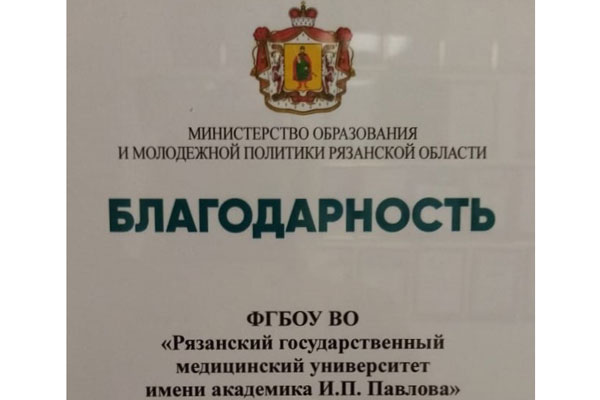 МИНИСТЕРСТВО ОБРАЗОВАНИЯ
И МОЛОДЕЖНОЙ ПОЛИТИКИ РЯЗАНСКОЙ ОБЛАСТИ
БЛАГОДАРНОСТЬ
ФГБОУ ВО
«Рязанский государственный
медицинский университет
имени академика И.П. Павлова»